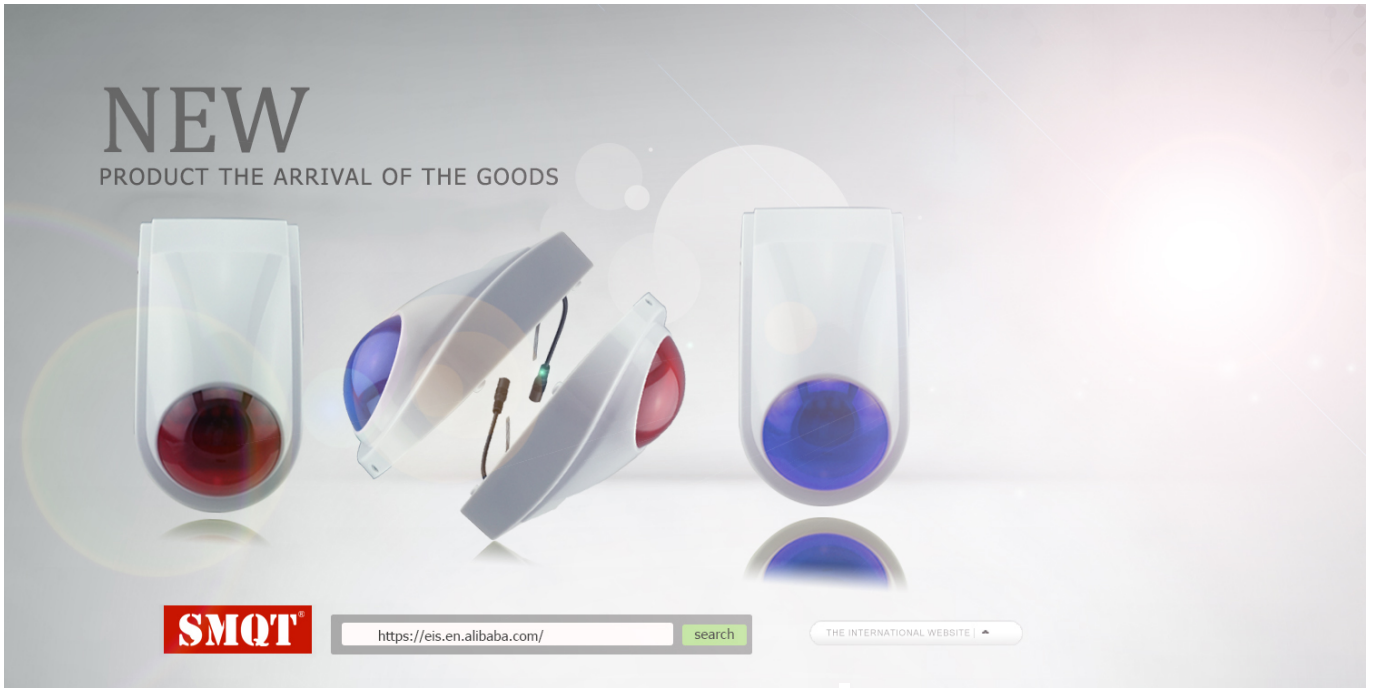 NEW
PRODUCT THE ARRIVAL OF THE GOODS
SMQT®
https://eis.en.alibaba.com/
search
THE INTERNATIONAL WEBSITE